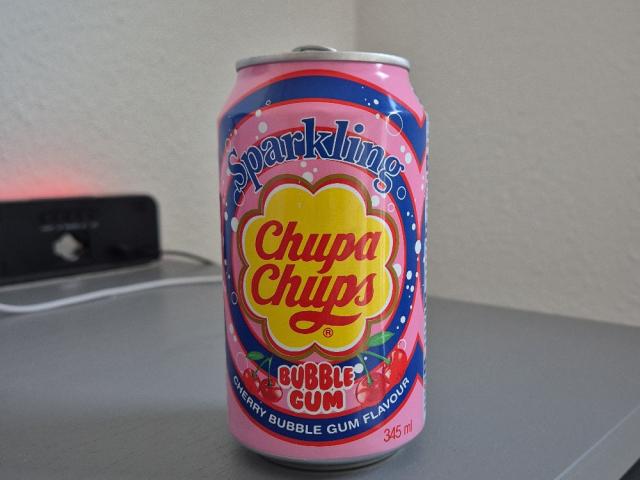 Sparkling
Chupa
Chups
®
BUBBLE
GUM
CHERRY BUBBLE GUM FLAVOUR
345 ml